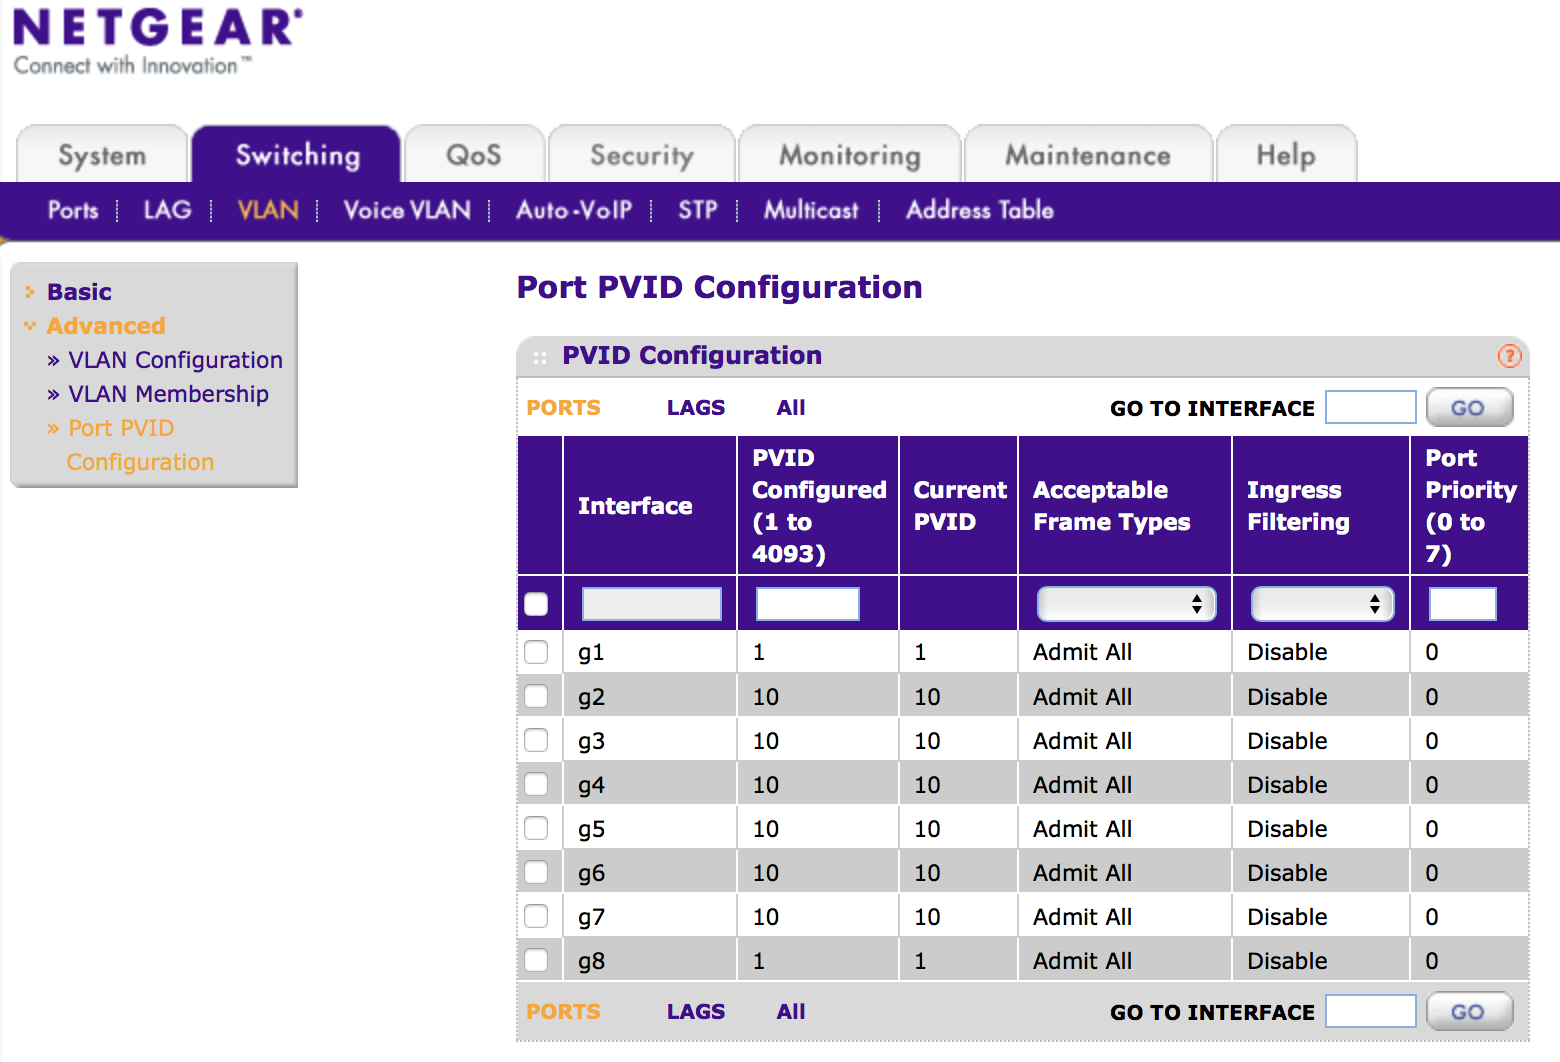 NETGEAR®
Connect with Innovation™
System Switching QoS Security Monitoring Maintenance Help
Ports LAG VLAN Voice VLAN Auto-VoIP STP Multicast Address Table
Basic
Advanced
» VLAN Configuration
» VLAN Membership
» Port PVID
Configuration
Port PVID Configuration
PVID Configuration ?
PORTS LAGS All GO TO INTERFACE GO
Interface
PVID
Configured
(1 to
4093)
Current
PVID
Acceptable
Frame Types
Ingress
Filtering
Port
Priority
(0 to
7)
g1 1 1 Admit All Disable 0
g2 10 10 Admit All Disable 0
g3 10 10 Admit All Disable 0
g4 10 10 Admit All Disable 0
g5 10 10 Admit All Disable 0
g6 10 10 Admit All Disable 0
g7 10 10 Admit All Disable 0
g8 1 1 Admit All Disable 0
PORTS LAGS All GO TO INTERFACE GO